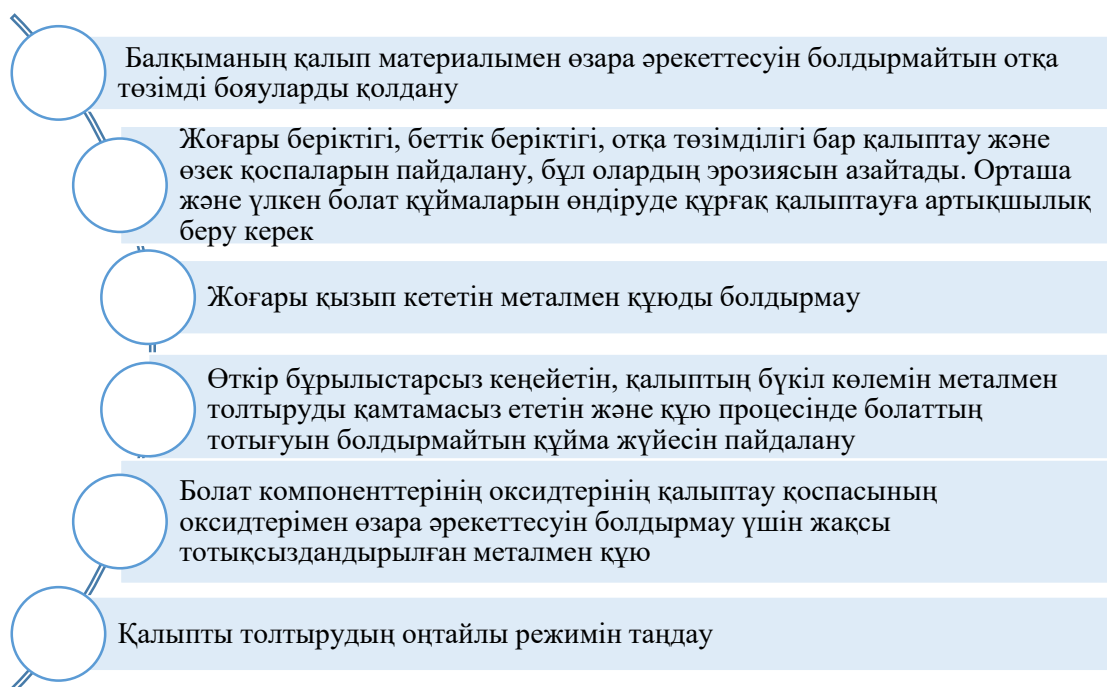 Балқыманың қалып материалымен өзара әрекеттесуін болдырмайтын отқа
төзімді бояуларды қолдану
Жоғары беріктігі, беттік беріктігі, отқа төзімділігі бар қалыптау және
өзек қоспаларын пайдалану, бұл олардың эрозиясын азайтады. Орташа
және үлкен болат құймаларын өндіруде құрғақ қалыптауға артықшылық
беру керек
Жоғары қызып кететін металмен құюды болдырмау
Өткір бұрылыстарсыз кеңейетін, қалыптың бүкіл көлемін металмен
толтыруды қамтамасыз ететін және құю процесінде болаттың
тотығуын болдырмайтын құйма жүйесін пайдалану
Болат компоненттерінің оксидтерінің қалыптау қоспасының
оксидтерімен өзара әрекеттесуін болдырмау үшін жақсы
тотықсыздандырылған металмен құю
Қалыпты толтырудың оңтайлы режимін таңдау